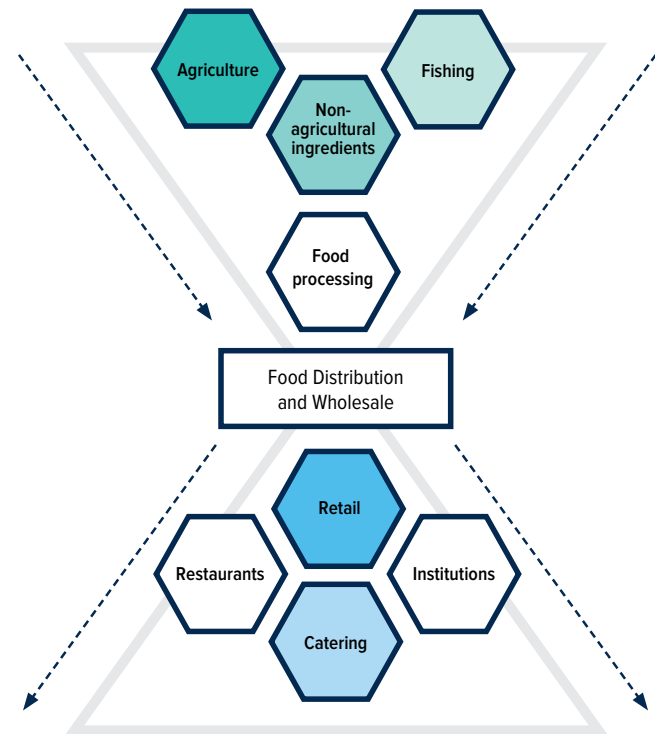 Agriculture
Fishing
Non-
agricultural
ingredients
Food
processing
Food Distribution
and Wholesale
Retail
Restaurants
Institutions
Catering